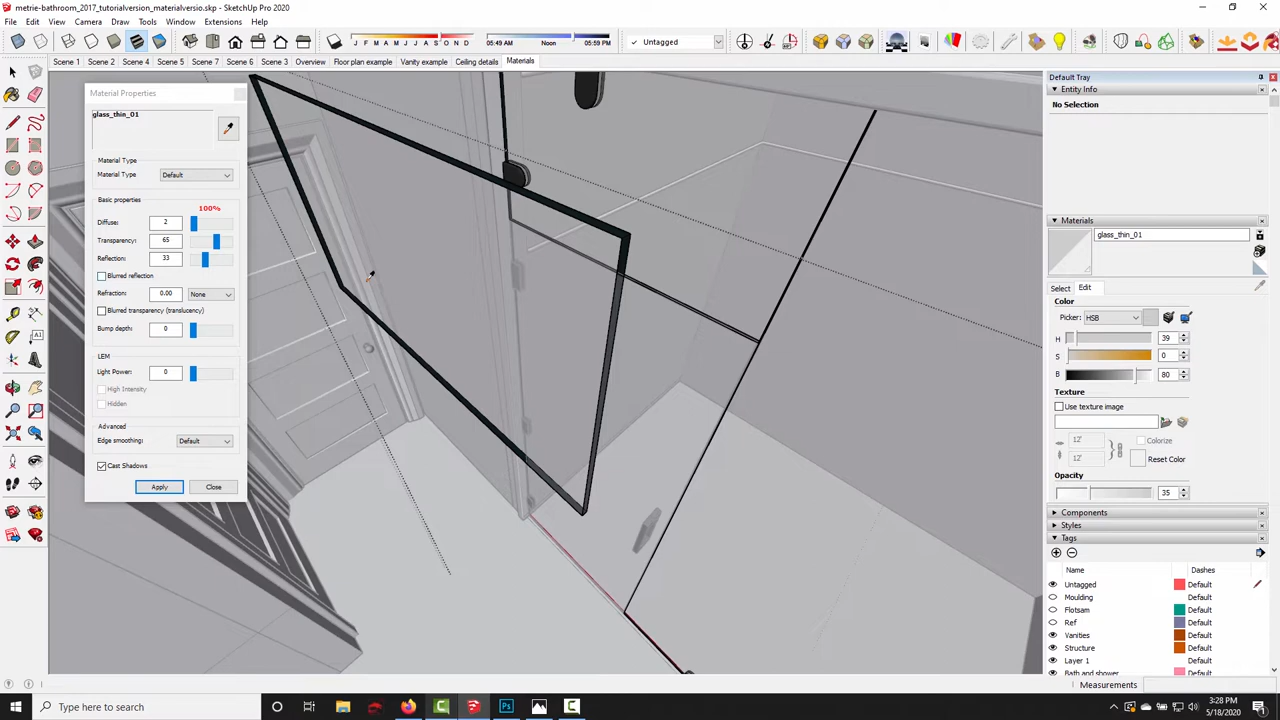 metrie-bathroom_2017_tutorialversion_materialversio.skp - SketchUp Pro 2020
File Edit View Camera Draw Tools Window Extensions Help
J F M A M J J A S O N D 05:49 AM Noon 05:59 PM Untagged
Scene 1 Scene 2 Scene 4 Scene 5 Scene 7 Scene 6 Scene 3 Overview Floor plan example Vanity example Ceiling details Materials
Material Properties
glass_thin_01
Material Type
Material Type Default
Basic properties
100%
Diffuse: 2
Transparency: 65
Reflection: 33
Blurred reflection
Refraction: 0.00 None
Blurred transparency (translucency)
Bump depth: 0
LEM
Light Power: 0
High Intensity
Hidden
Advanced
Edge smoothing: Default
Cast Shadows
Apply Close
Default Tray
Entity Info
No Selection
Materials
glass_thin_01
Select Edit
Color
Picker: HSB
H 39
S 0
B 80
Texture
Use texture image
12' Colorize
12' Reset Color
Opacity
35
Components
Styles
Tags
Name Dashes
Untagged Default
Moulding Default
Flotsam Default
Ref Default
Vanities Default
Structure Default
Layer 1 Default
Bath and shower Default
Measurements
Type here to search
3:28 PM
5/18/2020